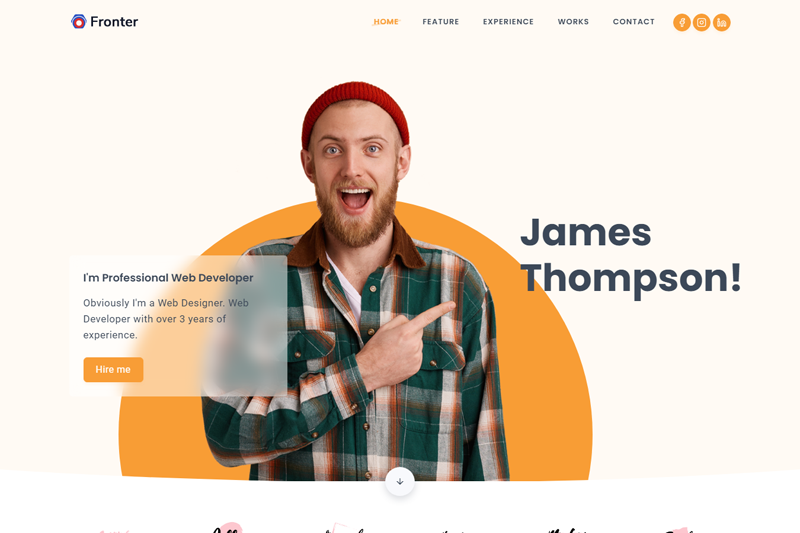 Fronter
HOME FEATURE EXPERIENCE WORKS CONTACT
James
Thompson!
I'm Professional Web Developer
Obviously I'm a Web Designer. Web
Developer with over 3 years of
experience.
Hire me